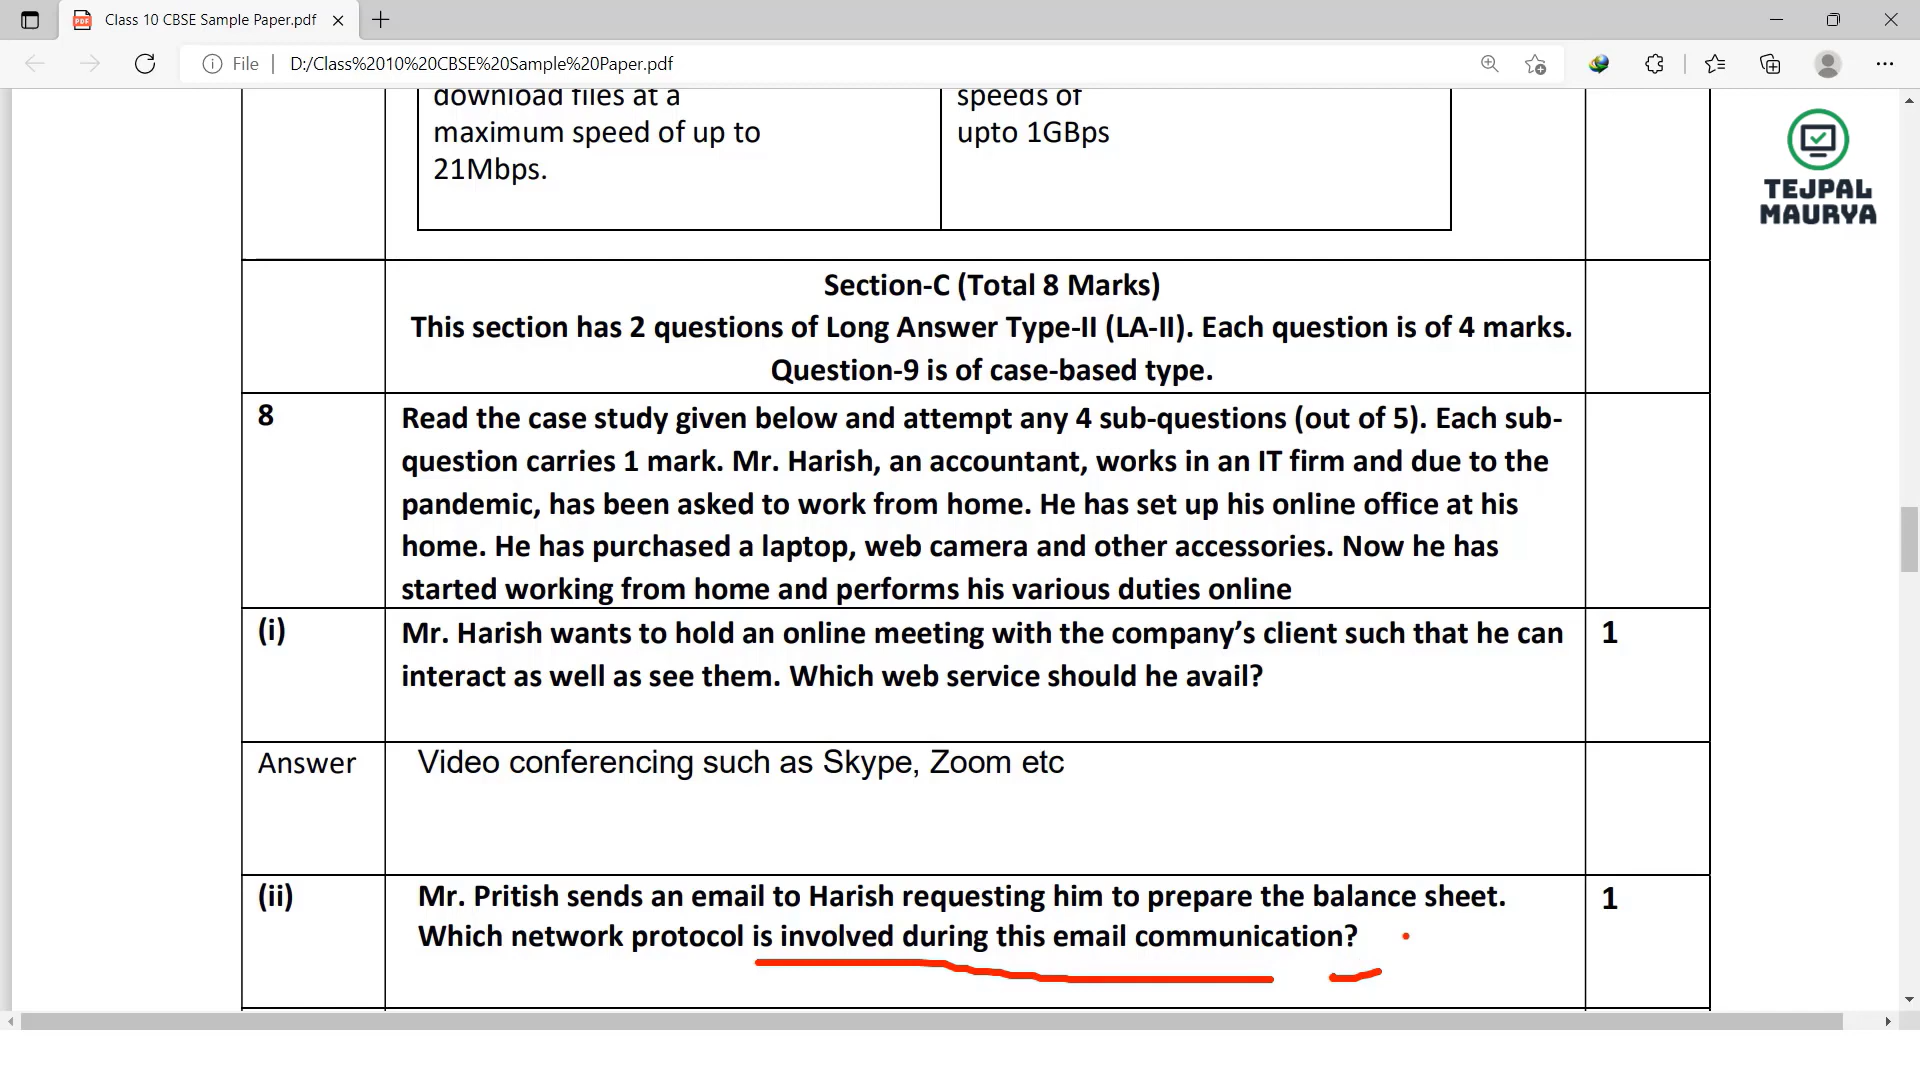 Class 10 CBSE Sample Paper.pdf
File
D:/Class%2010%20CBSE%20Sample%20Paper.pdf
download files at a
maximum speed of up to
21Mbps.
speeds of
upto 1GBps
TEJPAL
MAURYA
Section-C (Total 8 Marks)
This section has 2 questions of Long Answer Type-II (LA-II). Each question is of 4 marks.
Question-9 is of case-based type.
8
Read the case study given below and attempt any 4 sub-questions (out of 5). Each sub-
question carries 1 mark. Mr. Harish, an accountant, works in an IT firm and due to the
pandemic, has been asked to work from home. He has set up his online office at his
home. He has purchased a laptop, web camera and other accessories. Now he has
started working from home and performs his various duties online
(i)
Mr. Harish wants to hold an online meeting with the company’s client such that he can
interact as well as see them. Which web service should he avail?
1
Answer
Video conferencing such as Skype, Zoom etc
(ii)
Mr. Pritish sends an email to Harish requesting him to prepare the balance sheet.
Which network protocol is involved during this email communication?
1